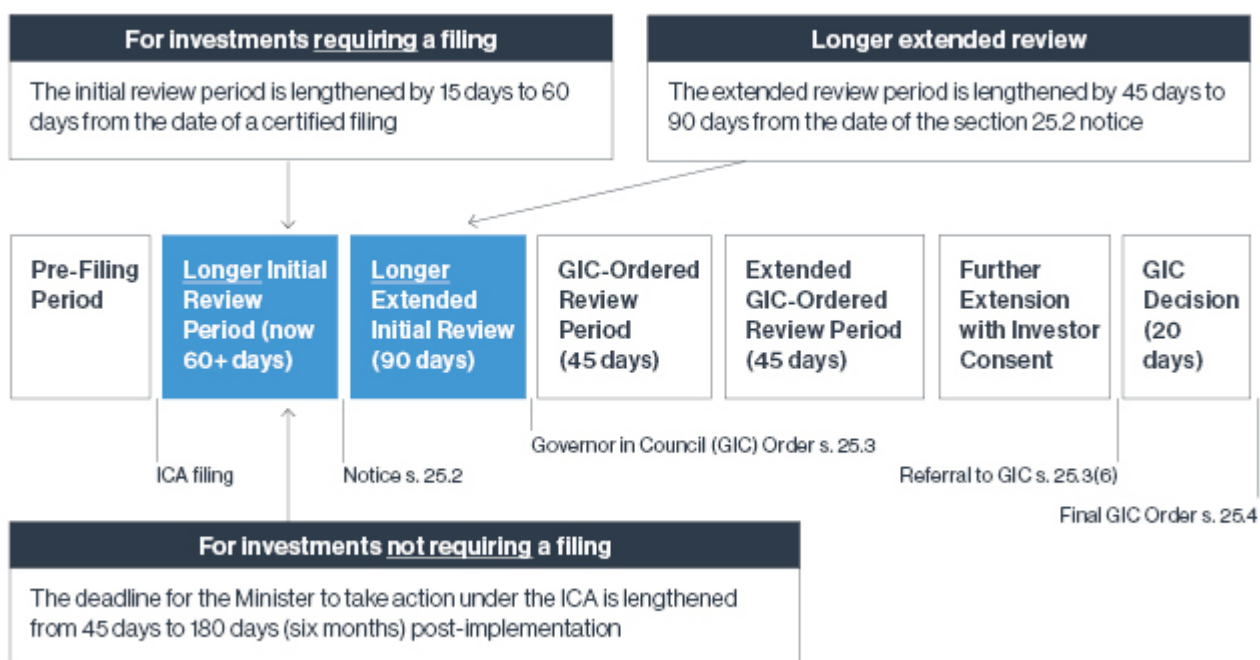 For investments requiring a filing
The initial review period is lengthened by 15 days to 60
days from the date of a certified filing
Longer extended review
The extended review period is lengthened by 45 days to
90 days from the date of the section 25.2 notice
Pre-Filing
Period
Longer Initial
Review
Period (now
60+ days)
Longer
Extended
Initial Review
(90 days)
GIC-Ordered
Review
Period
(45 days)
Extended
GIC-Ordered
Review Period
(45 days)
Further
Extension
with Investor
Consent
GIC
Decision
(20
days)
ICA filing
Notice s. 25.2
Governor in Council (GIC) Order s. 25.3
Referral to GIC s. 25.3(6)
Final GIC Order s. 25.4
For investments not requiring a filing
The deadline for the Minister to take action under the ICA is lengthened
from 45 days to 180 days (six months) post-implementation